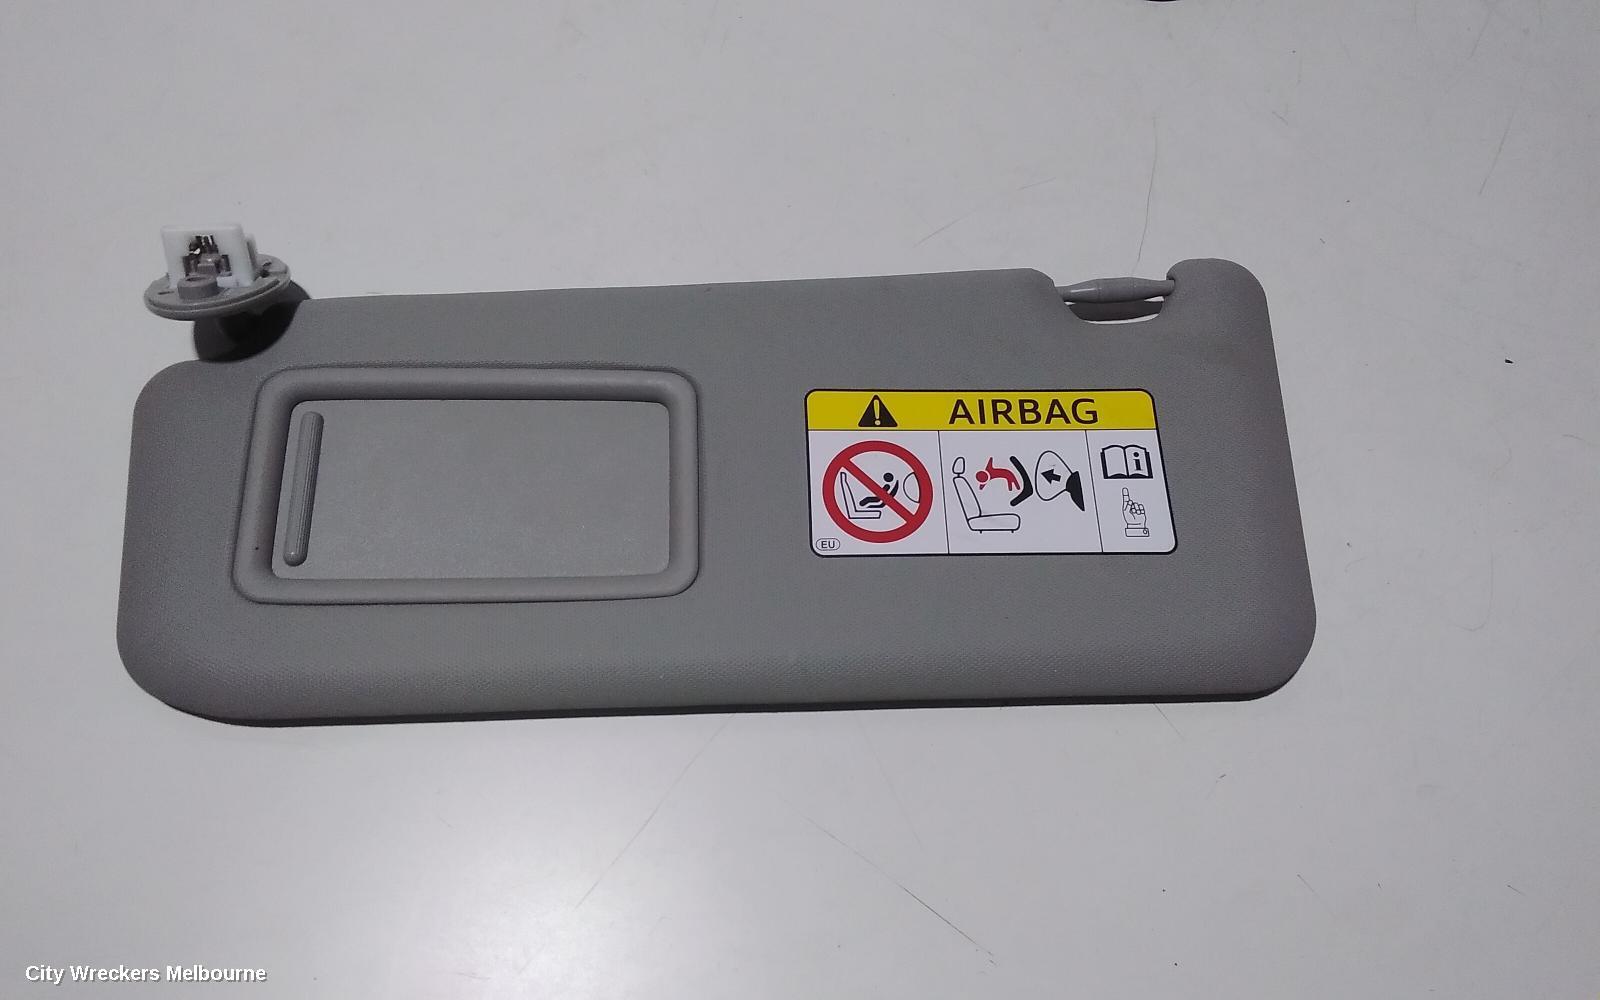 AIRBAG
i
EU
City Wreckers Melbourne